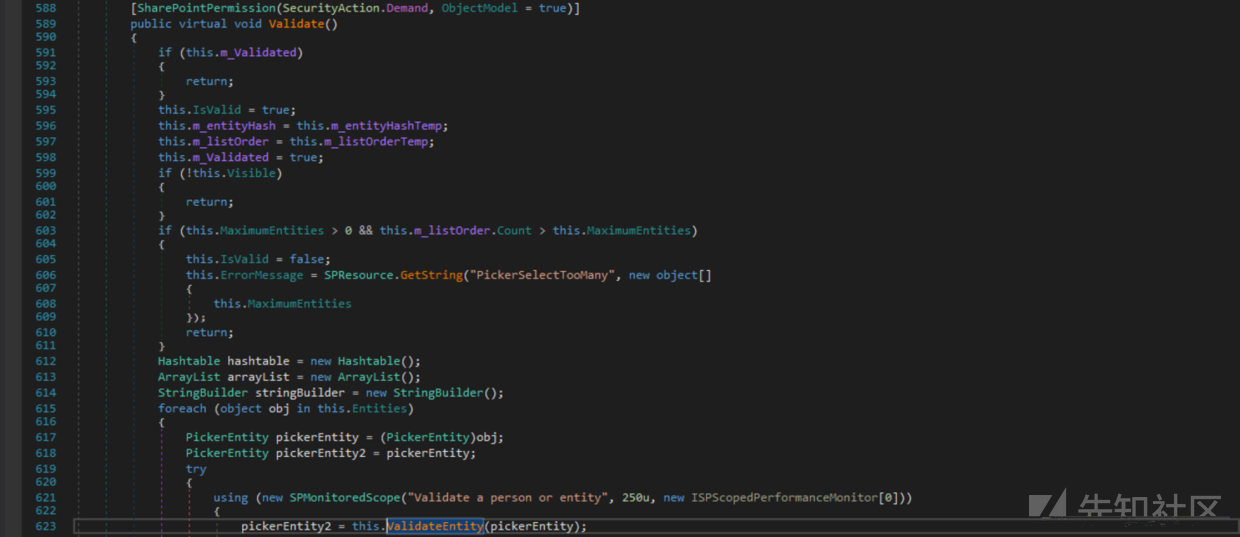 588 [SharePointPermission(SecurityAction.Demand, ObjectModel = true)]
589 public virtual void Validate()
590 {
591 if (this.m_Validated)
592 {
593 return;
594 }
595 this.IsValid = true;
596 this.m_entityHash = this.m_entityHashTemp;
597 this.m_listOrder = this.m_listOrderTemp;
598 this.m_Validated = true;
599 if (!this.Visible)
600 {
601 return;
602 }
603 if (this.MaximumEntities > 0 && this.m_listOrder.Count > this.MaximumEntities)
604 {
605 this.IsValid = false;
606 this.ErrorMessage = SPResource.GetString("PickerSelectTooMany", new object[]
607 {
608 this.MaximumEntities
609 });
610 return;
611 }
612 Hashtable hashtable = new Hashtable();
613 ArrayList arrayList = new ArrayList();
614 StringBuilder stringBuilder = new StringBuilder();
615 foreach (object obj in this.Entities)
616 {
617 PickerEntity pickerEntity = (PickerEntity)obj;
618 PickerEntity pickerEntity2 = pickerEntity;
619 try
620 {
621 using (new SPMonitoredScope("Validate a person or entity", 250u, new ISPScopedPerformanceMonitor[0]))
622 {
623 pickerEntity2 = this.ValidateEntity(pickerEntity);
先知社区